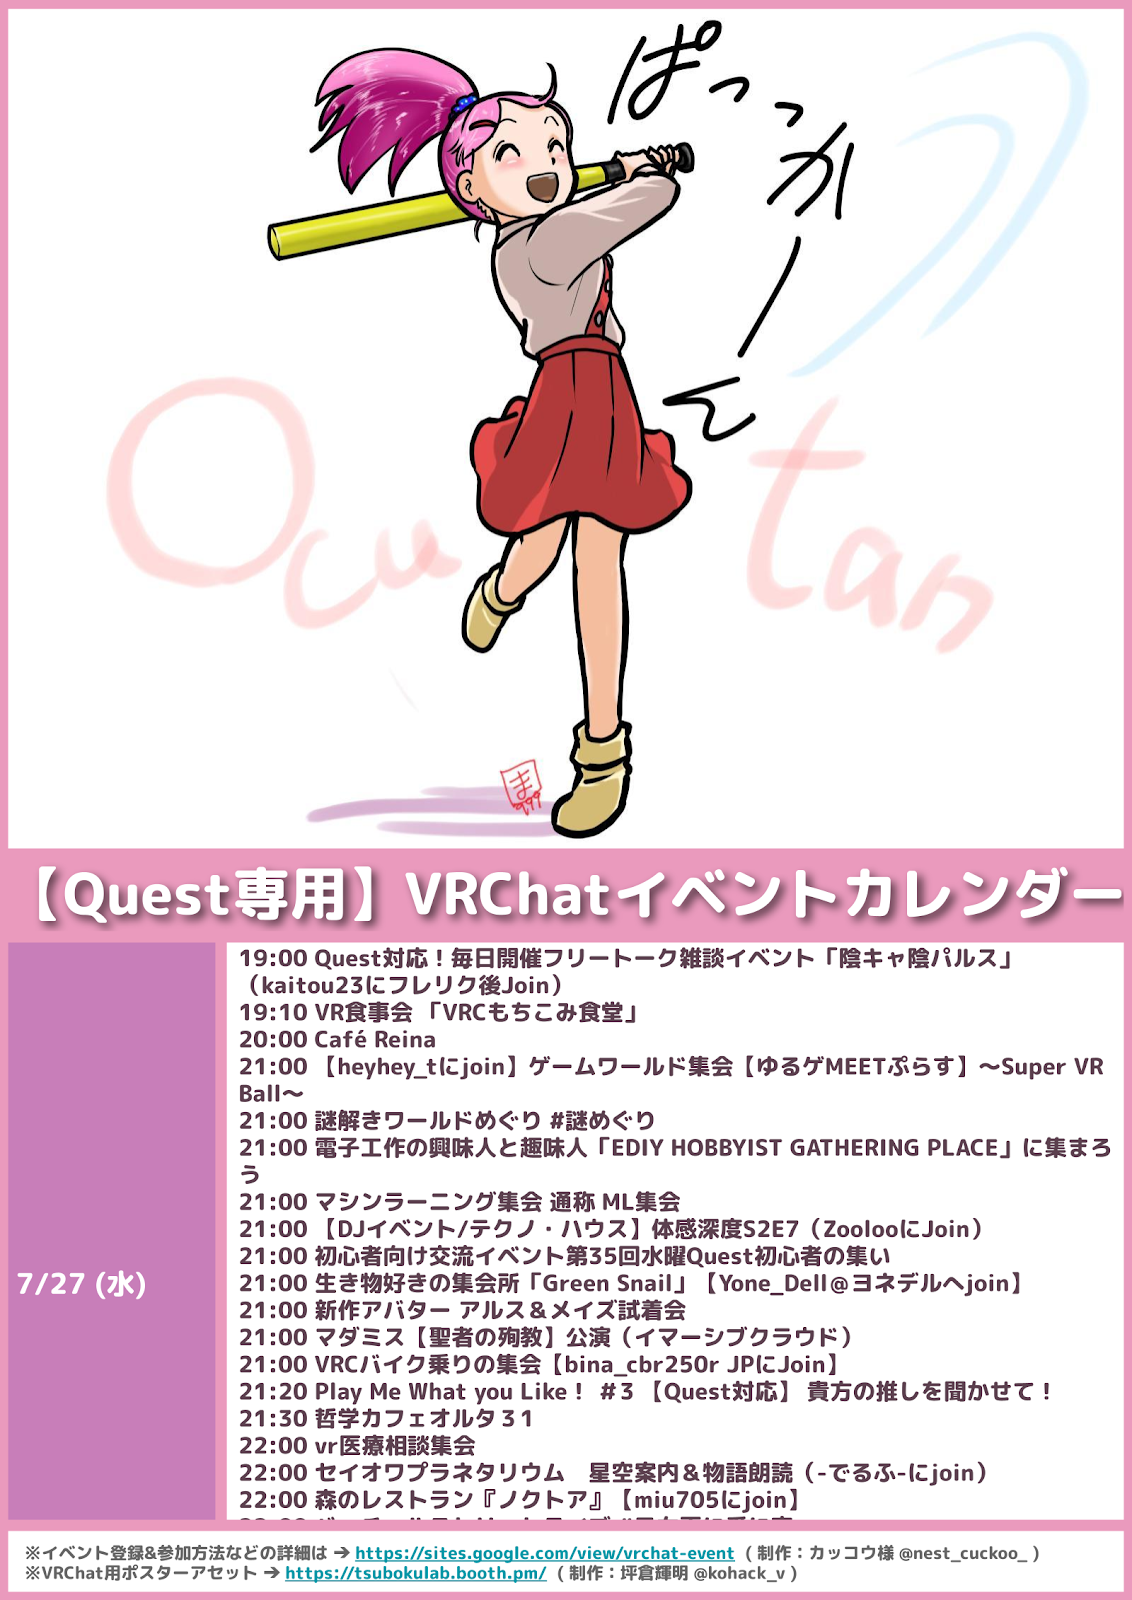 ぱっっかーん
Ocu tan
ま
999
【Quest専用】VRChatイベントカレンダー
7/27 (水)
19:00 Quest対応！毎日開催フリートーク雑談イベント「陰キャ陰パルス」
（kaitou23にフレリク後Join）
19:10 VR食事会 「VRCもちこみ食堂」
20:00 Café Reina
21:00 【heyhey_tにjoin】ゲームワールド集会【ゆるゲMEETぷらす】～Super VR
Ball～
21:00 謎解きワールドめぐり #謎めぐり
21:00 電子工作の興味人と趣味人「EDIY HOBBYIST GATHERING PLACE」に集まろ
う
21:00 マシンラーニング集会 通称 ML集会
21:00 【DJイベント/テクノ・ハウス】体感深度S2E7（ZoolooにJoin）
21:00 初心者向け交流イベント第35回水曜Quest初心者の集い
21:00 生き物好きの集会所「Green Snail」【Yone_Dell＠ヨネデルへjoin】
21:00 新作アバター アルス＆メイズ試着会
21:00 マダミス【聖者の殉教】公演（イマーシブクラウド）
21:00 VRCバイク乗りの集会【bina_cbr250r JPにJoin】
21:20 Play Me What you Like！ ＃3 【Quest対応】 貴方の推しを聞かせて！
21:30 哲学カフェオルタ３1
22:00 vr医療相談集会
22:00 セイオワプラネタリウム　星空案内＆物語朗読（-でるふ-にjoin）
22:00 森のレストラン『ノクトア』【miu705にjoin】
※イベント登録&参加方法などの詳細は ➔ https://sites.google.com/view/vrchat-event （ 制作：カッコウ様 @nest_cuckoo_ ）
※VRChat用ポスターアセット ➔ https://tsubokulab.booth.pm/ （ 制作：坪倉輝明 @kohack_v ）